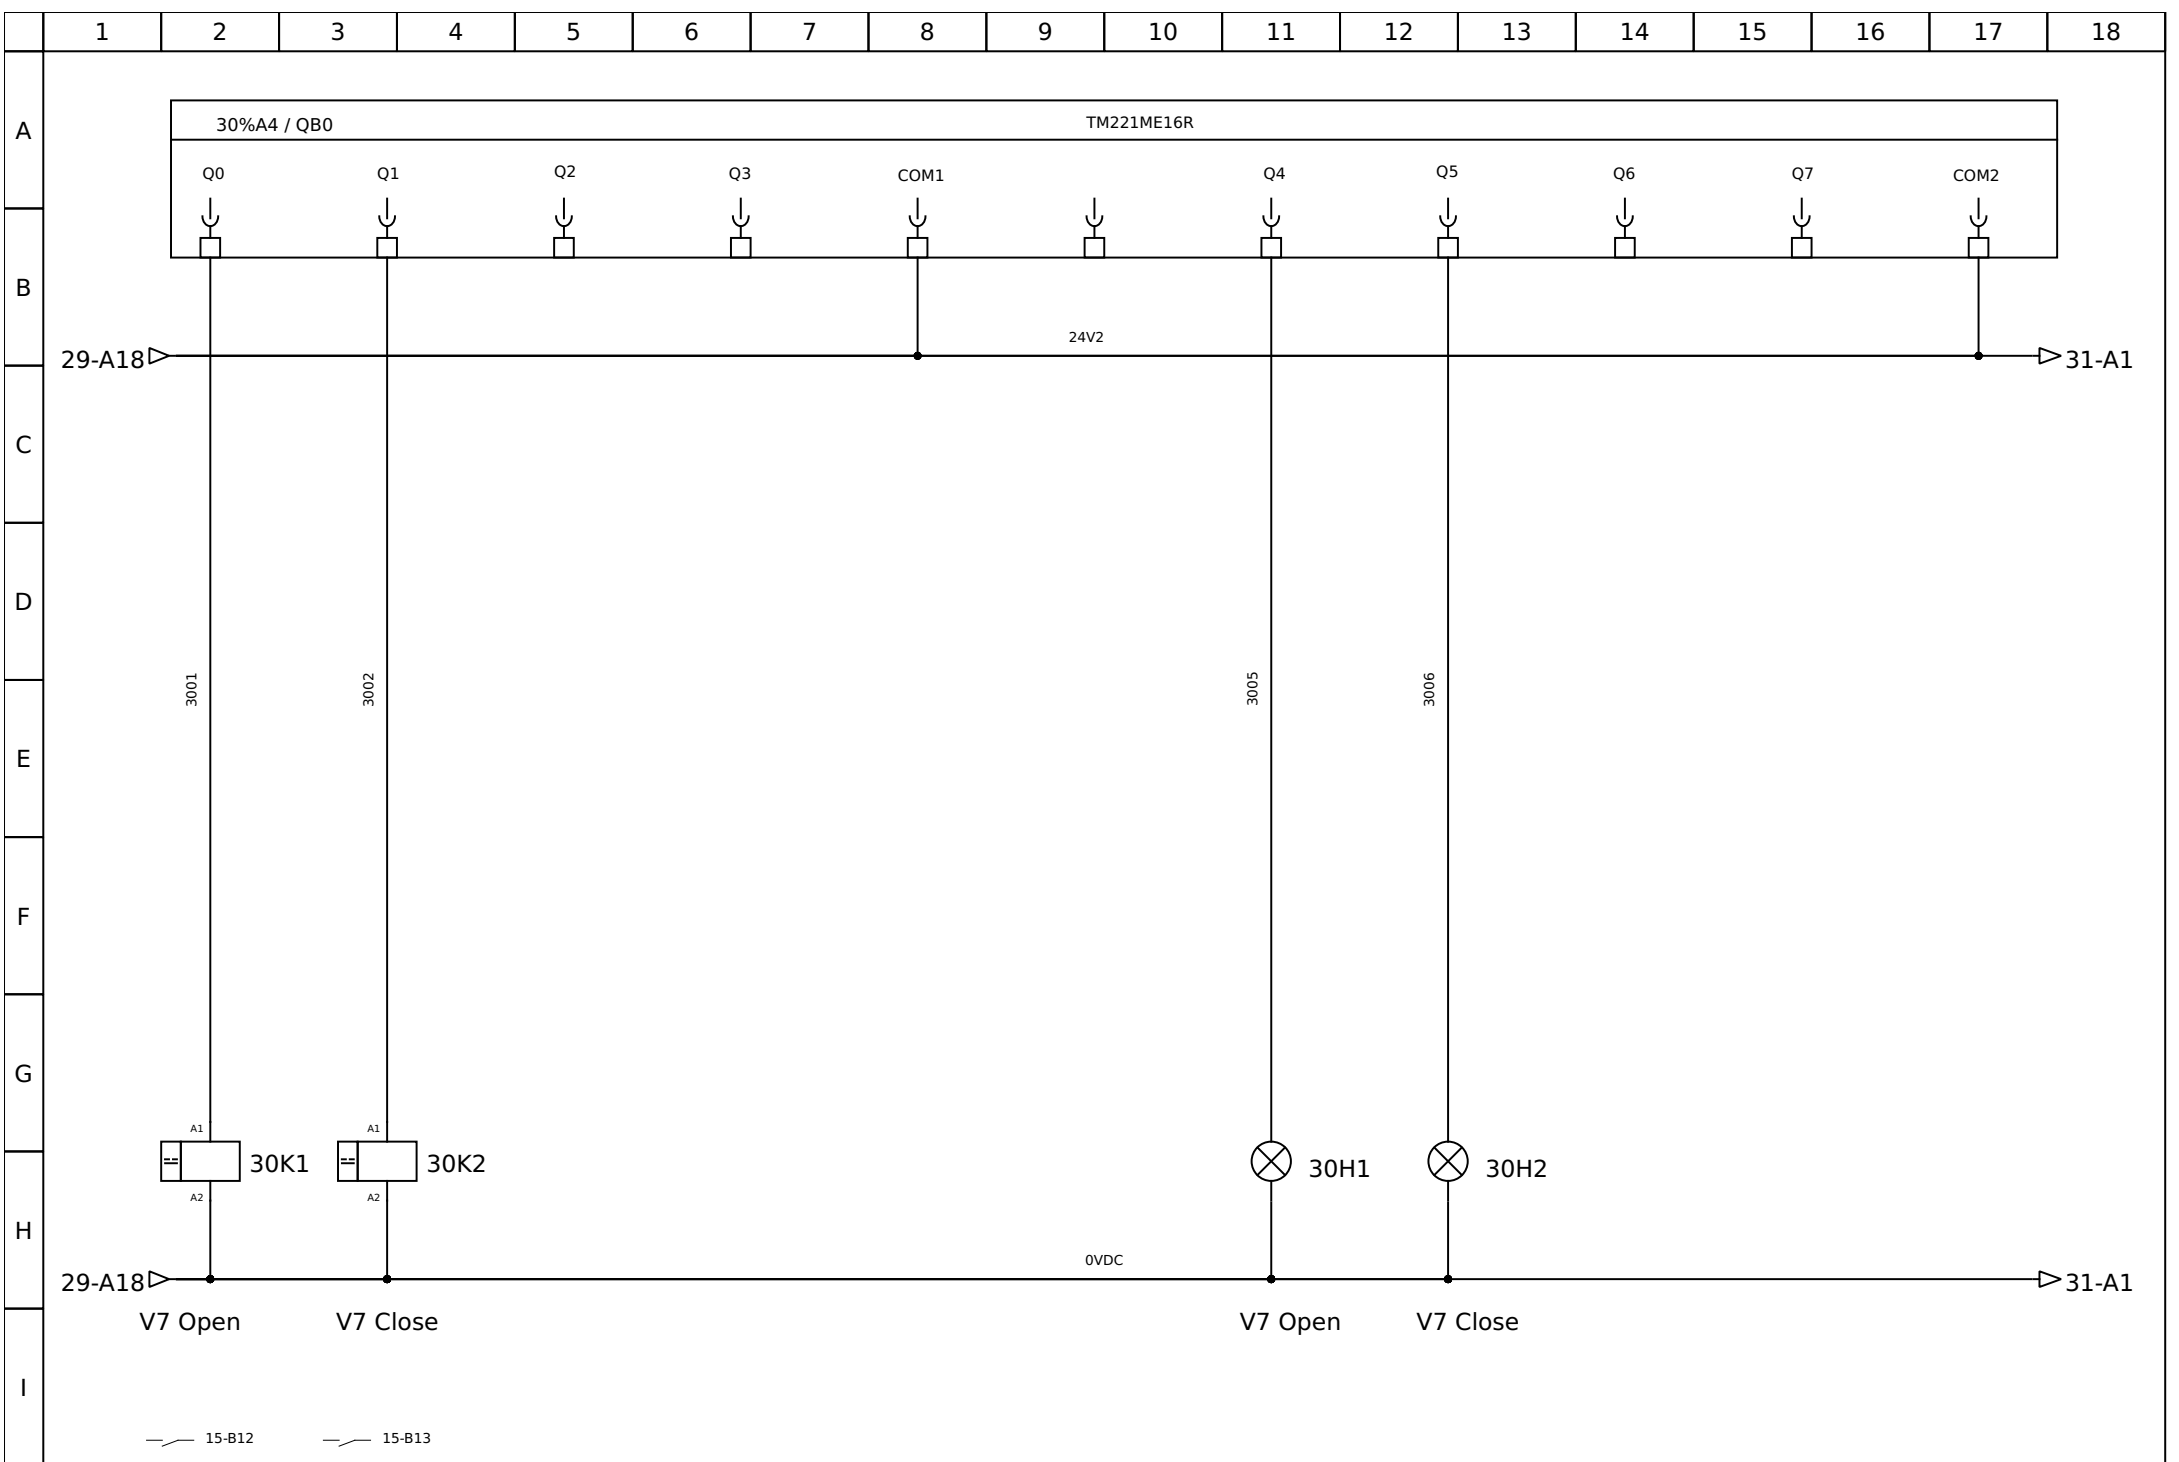 1 2 3 4 5 6 7 8 9 10 11 12 13 14 15 16 17 18
A
30%A4 / QB0 TM221ME16R
Q0 Q1 Q2 Q3 COM1 Q4 Q5 Q6 Q7 COM2
B
24V2
29-A18 31-A1
C
D
3001 3002 3005 3006
E
F
G
A1 A1
30K1 30K2 30H1 30H2
A2 A2
H
0VDC
29-A18 31-A1
V7 Open V7 Close V7 Open V7 Close
I
15-B12 15-B13